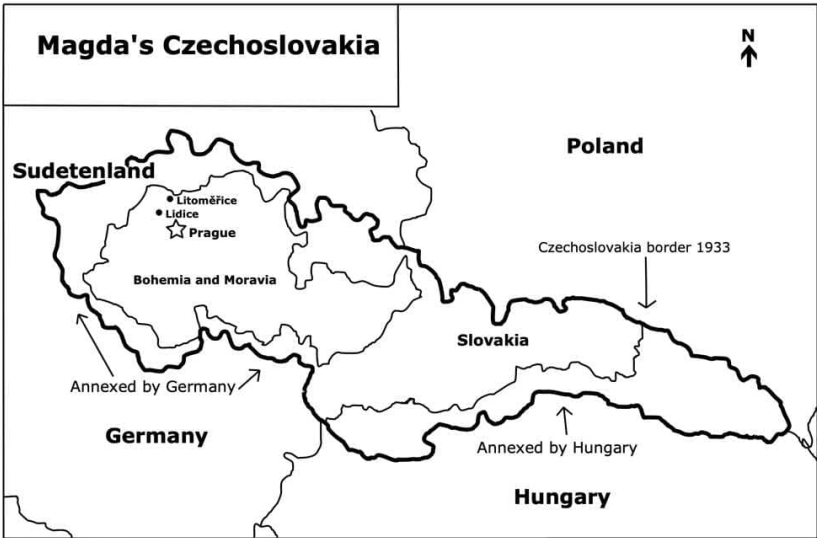 Magda's Czechoslovakia
N
Poland
Sudetenland
Litoměřice
Lidice
Prague
Czechoslovakia border 1933
Bohemia and Moravia
Slovakia
Annexed by Germany
Germany
Annexed by Hungary
Hungary